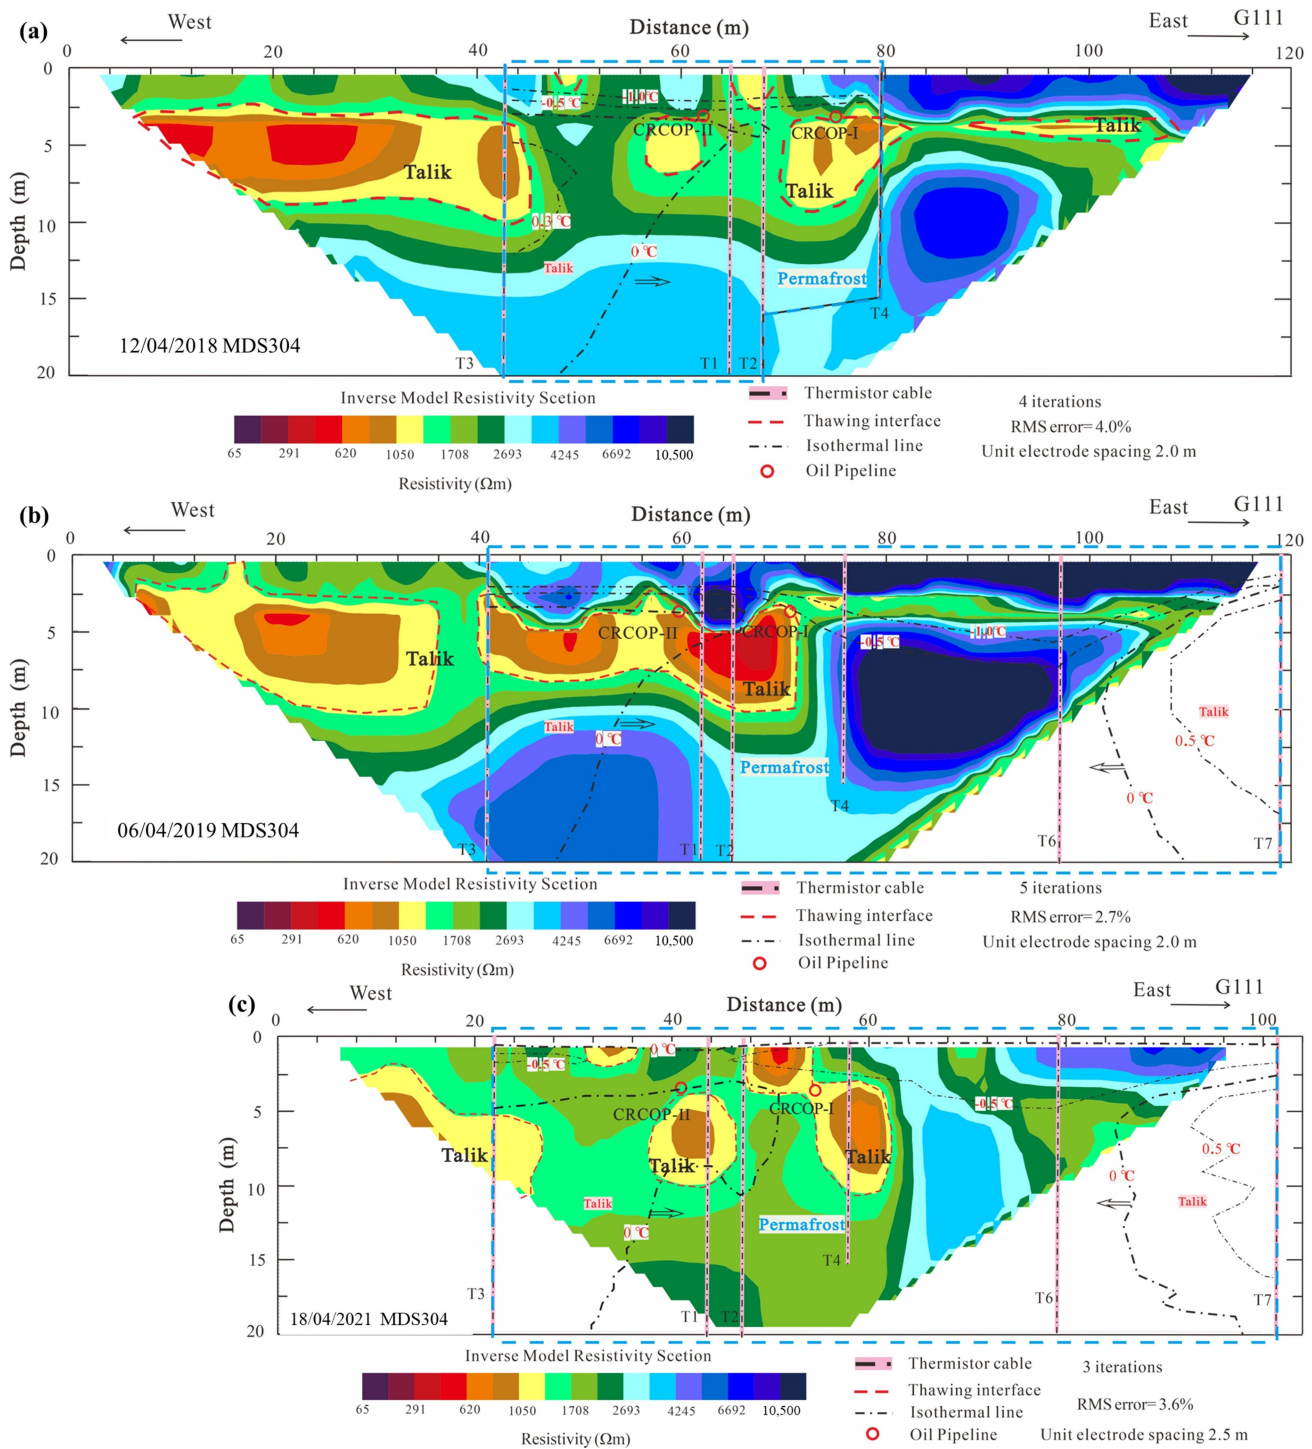 (a)
West
Distance (m)
East
G111
0 20 40 60 80 100 120
Depth (m)
0
5
10
15
20
-0.5 ℃
-1.0℃
CRCOP-II
CRCOP-I
Talik
Talik
Talik
0.3 ℃
0 ℃
Talik
Permafrost
T3
T1
T2
T4
12/04/2018 MDS304
Inverse Model Resistivity Scetion
65 291 620 1050 1708 2693 4245 6692 10,500
Resistivity (Ωm)
Thermistor cable
Thawing interface
Isothermal line
Oil Pipeline
4 iterations
RMS error=4.0%
Unit electrode spacing 2.0 m
(b)
West
Distance (m)
East
G111
0 20 40 60 80 100 120
Depth (m)
0
5
10
15
20
CRCOP-II
CRCOP-I
-0.5 ℃
-1.0℃
Talik
Talik
Talik
0 ℃
Permafrost
Talik
0.5 ℃
0 ℃
T3
T1
T2
T4
T6
T7
06/04/2019 MDS304
Inverse Model Resistivity Scetion
65 291 620 1050 1708 2693 4245 6692 10,500
Resistivity (Ωm)
Thermistor cable
Thawing interface
Isothermal line
Oil Pipeline
5 iterations
RMS error=2.7%
Unit electrode spacing 2.0 m
(c)
West
Distance (m)
East
G111
0 20 40 60 80 100
Depth (m)
0
5
10
15
20
0 ℃
-0.5 ℃
-0.5 ℃
CRCOP-II
CRCOP-I
Talik
Talik
Talik
0.5 ℃
0 ℃
Talik
Talik
0 ℃
Permafrost
T3
T1
T2
T4
T6
T7
18/04/2021 MDS304
Inverse Model Resistivity Scetion
65 291 620 1050 1708 2693 4245 6692 10,500
Resistivity (Ωm)
Thermistor cable
Thawing interface
Isothermal line
Oil Pipeline
3 iterations
RMS error=3.6%
Unit electrode spacing 2.5 m